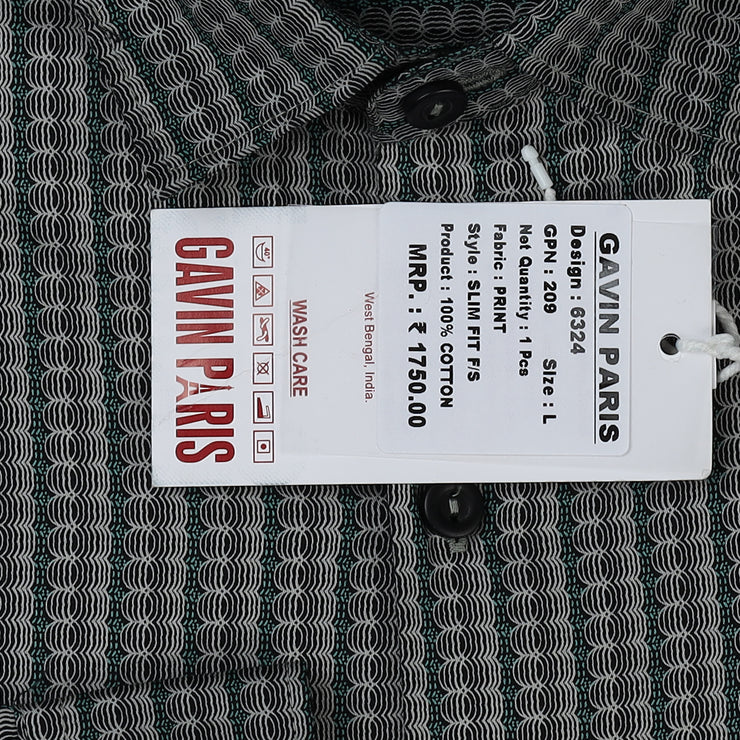 GAVIN PARIS
Design : 6324
GPN : 209 Size : L
Net Quantity : 1 Pcs
Fabric : PRINT
Style : SLIM FIT F/S
Product : 100% COTTON
MRP. : ₹ 1750.00
West Bengal, India.
WASH CARE
40°
GAVIN PARIS